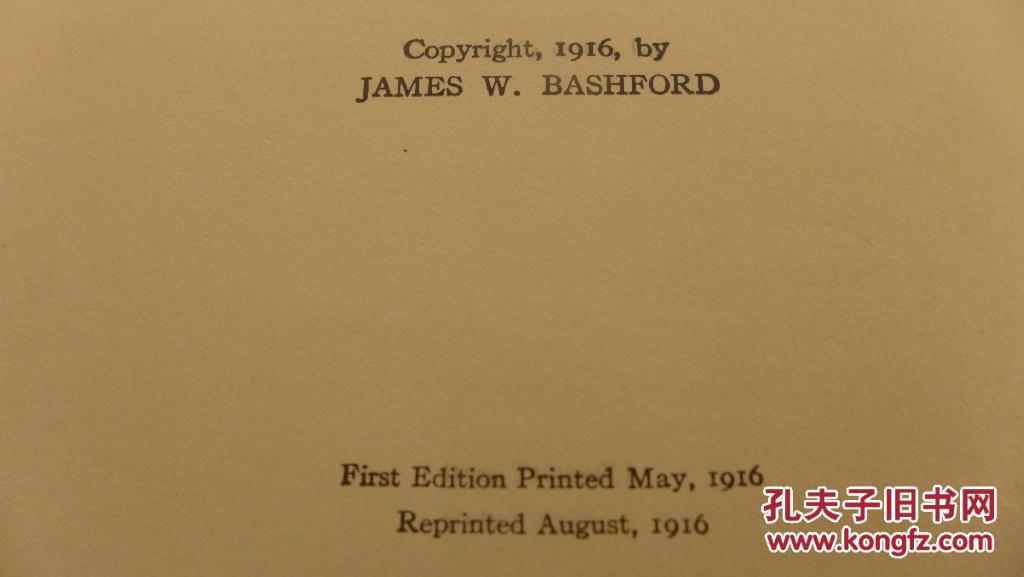 Copyright, 1916, by
JAMES W. BASHFORD
First Edition Printed May, 1916
Reprinted August, 1916
孔夫子旧书网
www.kongfz.com